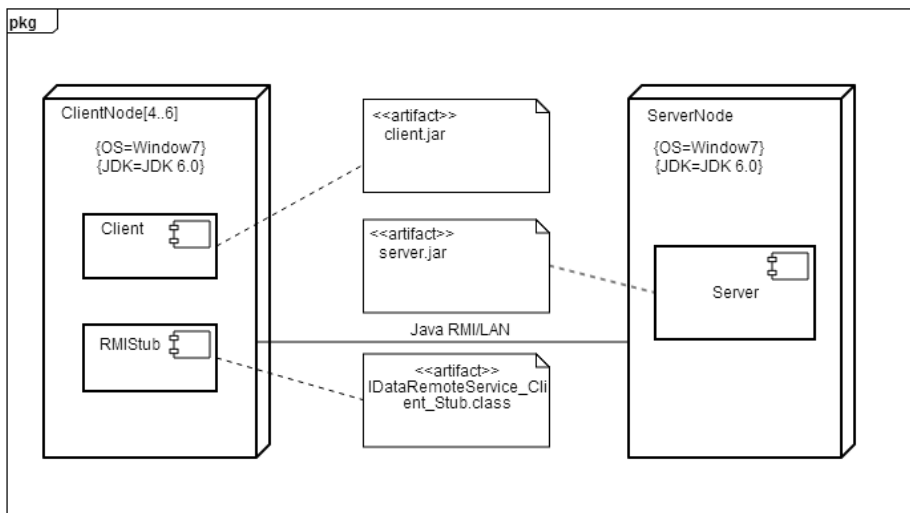 pkg
ClientNode[4..6]
{OS=Window7}
{JDK=JDK 6.0}
Client
RMIStub
<<artifact>>
client.jar
<<artifact>>
server.jar
Java RMI/LAN
<<artifact>>
IDataRemoteService_Cli
ent_Stub.class
ServerNode
{OS=Window7}
{JDK=JDK 6.0}
Server